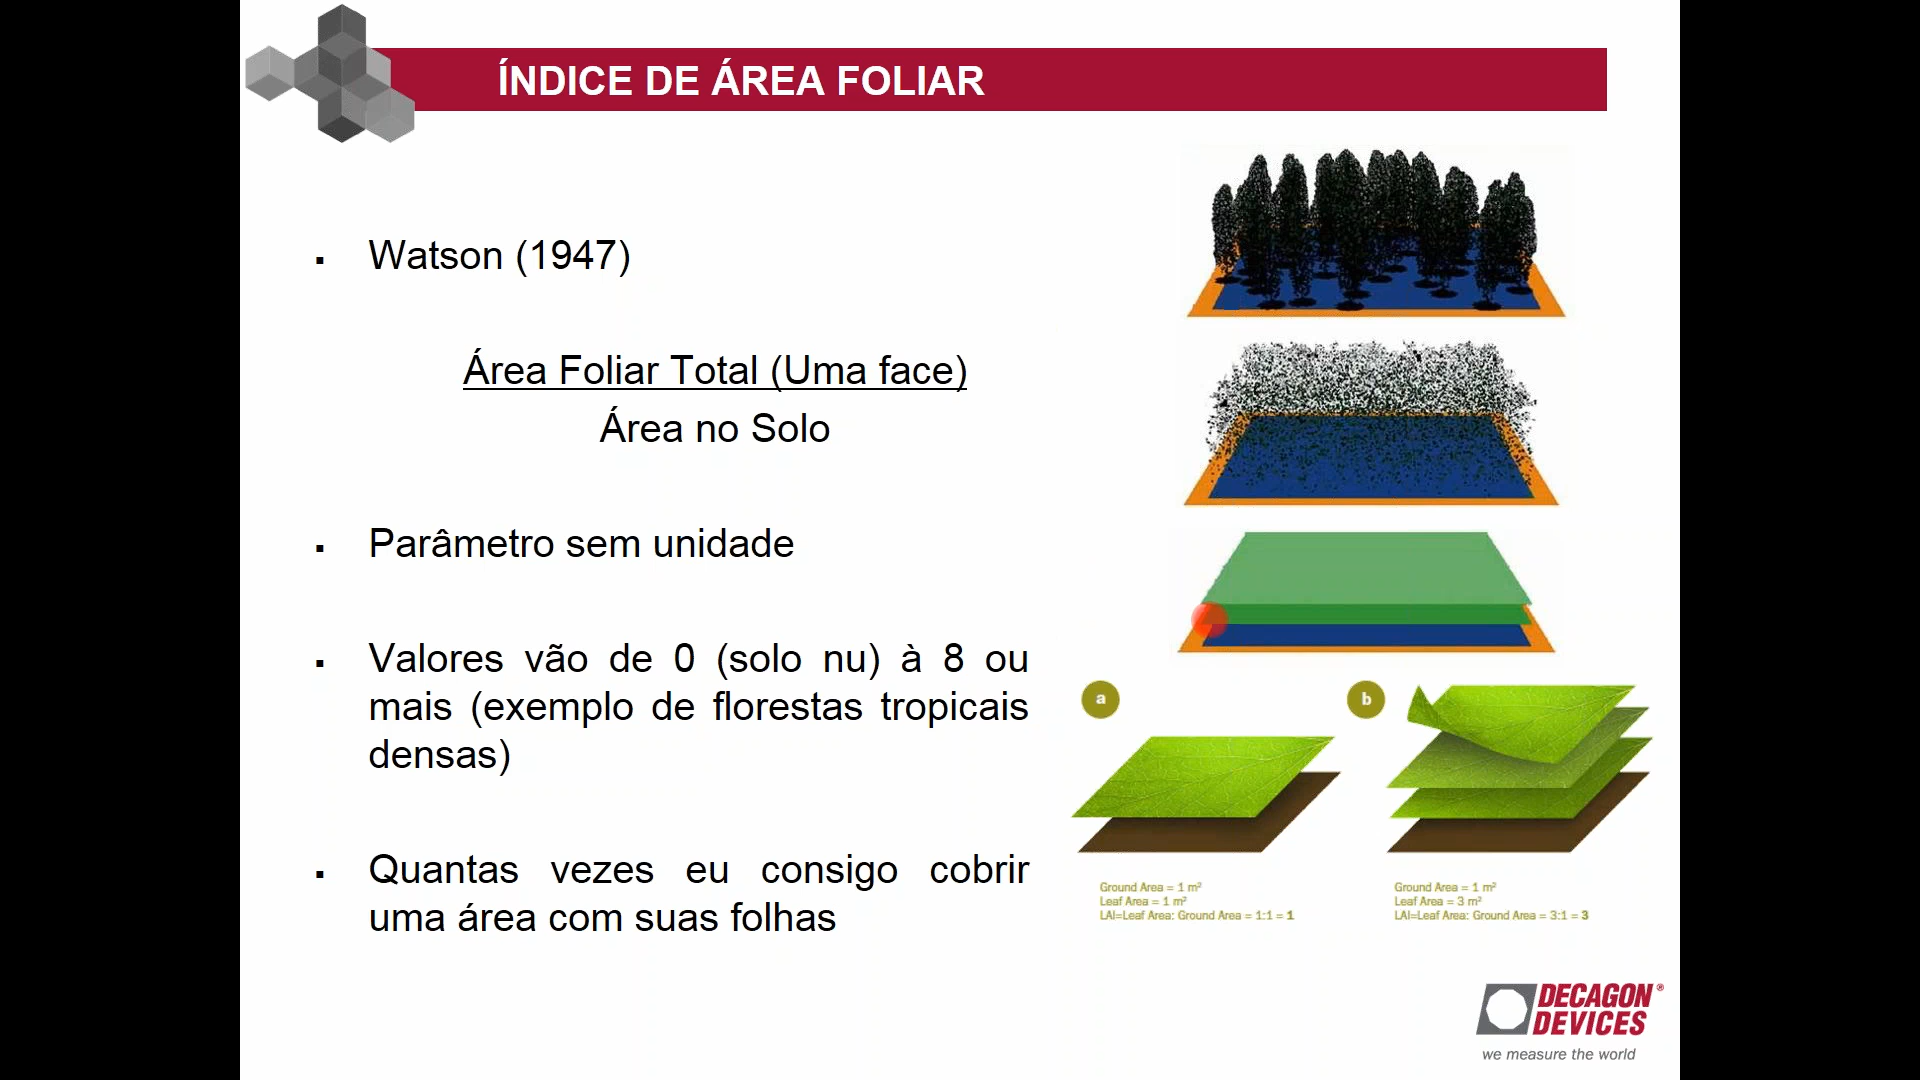 ÍNDICE DE ÁREA FOLIAR
▪ Watson (1947)
Área Foliar Total (Uma face)
Área no Solo
▪ Parâmetro sem unidade
▪ Valores vão de 0 (solo nu) à 8 ou
mais (exemplo de florestas tropicais
densas)
▪ Quantas vezes eu consigo cobrir
uma área com suas folhas
a
Ground Area = 1 m²
Leaf Area = 1 m²
LAI=Leaf Area: Ground Area = 1:1 = 1
b
Ground Area = 1 m²
Leaf Area = 3 m²
LAI=Leaf Area: Ground Area = 3:1 = 3
DECAGON®
DEVICES
we measure the world